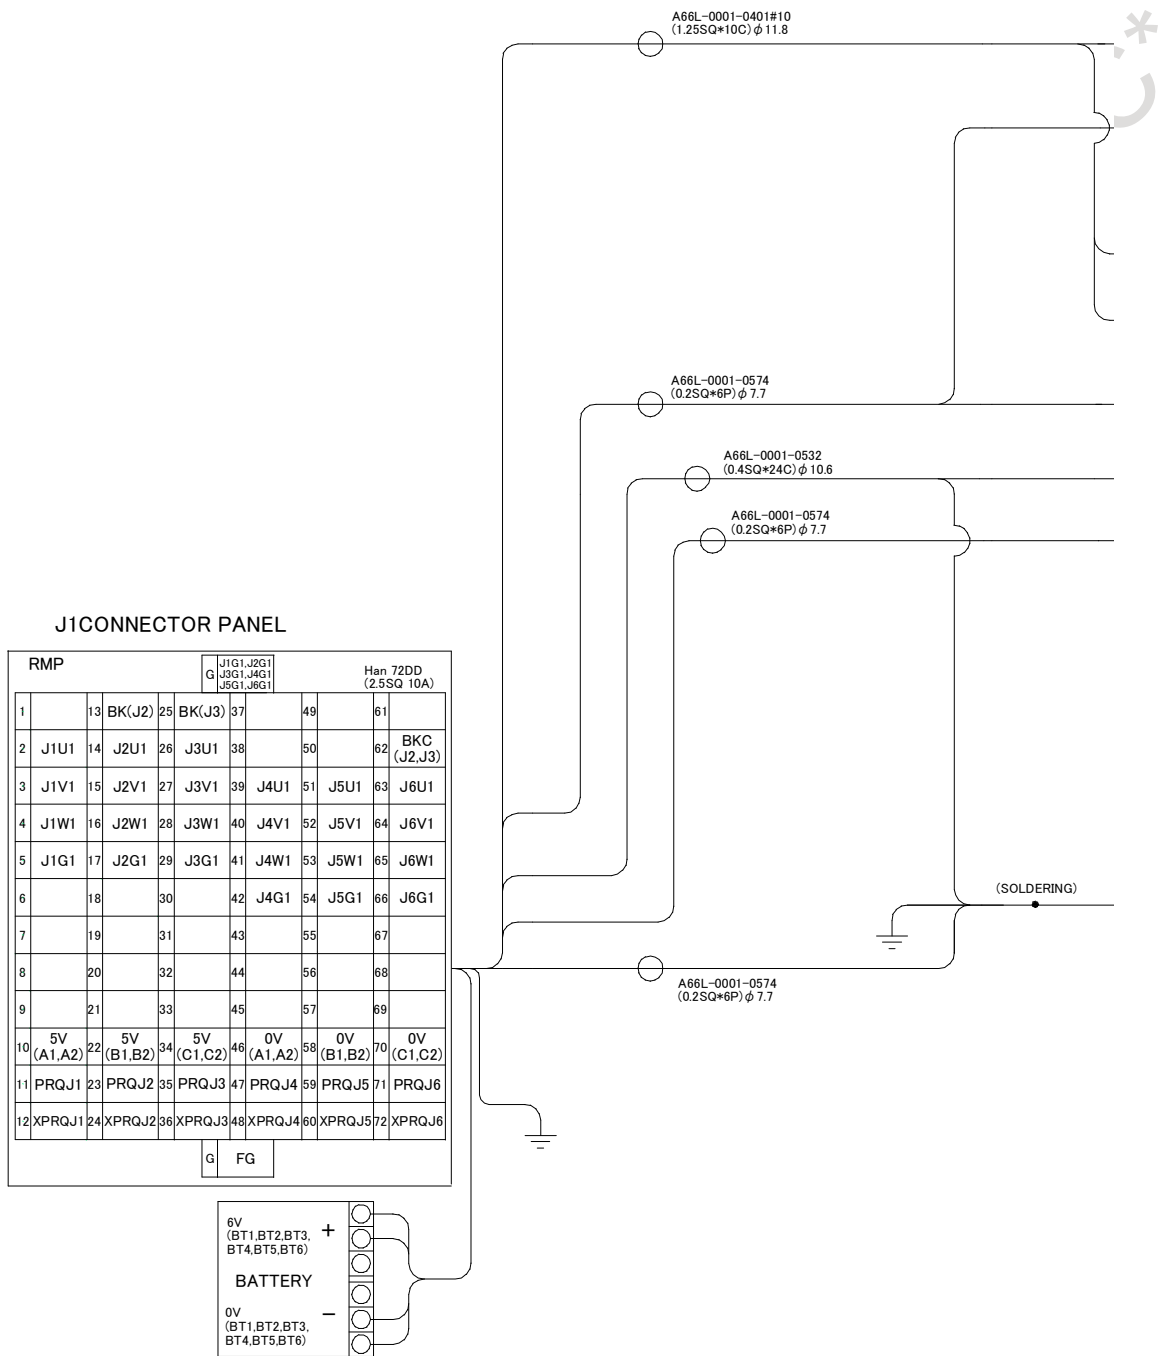 A66L-0001-0401#10
(1.25SQ*10C)φ11.8
A66L-0001-0574
(0.2SQ*6P)φ7.7
A66L-0001-0532
(0.4SQ*24C)φ10.6
A66L-0001-0574
(0.2SQ*6P)φ7.7
J1CONNECTOR PANEL
RMP
G
J1G1,J2G1
J3G1,J4G1
J5G1,J6G1
Han 72DD
(2.5SQ 10A)
1 13 BK(J2) 25 BK(J3) 37 49 61
2 J1U1 14 J2U1 26 J3U1 38 50 62 BKC (J2,J3)
3 J1V1 15 J2V1 27 J3V1 39 J4U1 51 J5U1 63 J6U1
4 J1W1 16 J2W1 28 J3W1 40 J4V1 52 J5V1 64 J6V1
5 J1G1 17 J2G1 29 J3G1 41 J4W1 53 J5W1 65 J6W1
6 18 30 42 J4G1 54 J5G1 66 J6G1
7 19 31 43 55 67
8 20 32 44 56 68
9 21 33 45 57 69
10 5V (A1,A2) 22 5V (B1,B2) 34 5V (C1,C2) 46 0V (A1,A2) 58 0V (B1,B2) 70 0V (C1,C2)
11 PRQJ1 23 PRQJ2 35 PRQJ3 47 PRQJ4 59 PRQJ5 71 PRQJ6
12 XPRQJ1 24 XPRQJ2 36 XPRQJ3 48 XPRQJ4 60 XPRQJ5 72 XPRQJ6
G FG
(SOLDERING)
A66L-0001-0574
(0.2SQ*6P)φ7.7
6V
(BT1,BT2,BT3,
BT4,BT5,BT6)
+
BATTERY
0V
(BT1,BT2,BT3,
BT4,BT5,BT6)
−